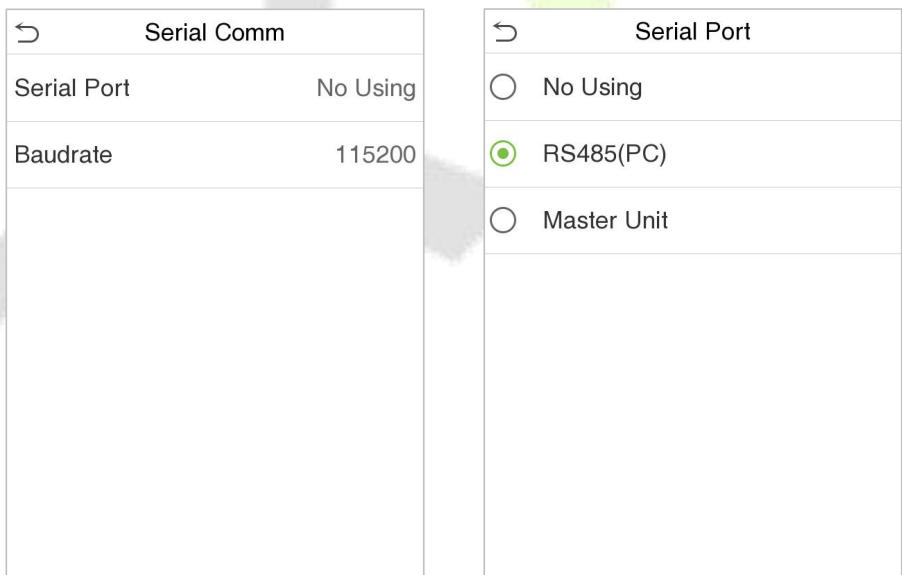 Serial Comm
Serial Port No Using
Baudrate 115200
Serial Port
No Using
RS485(PC)
Master Unit